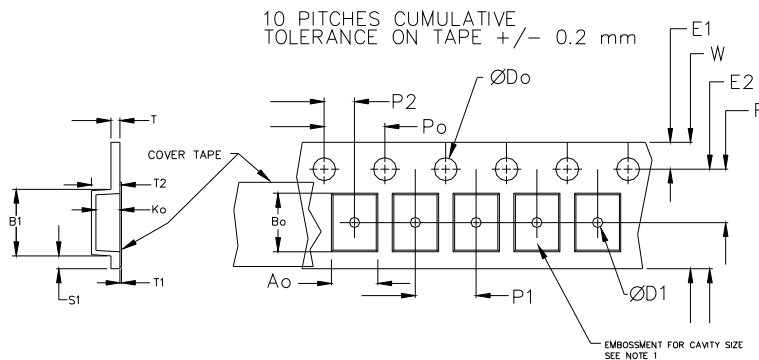 10 PITCHES CUMULATIVE
TOLERANCE ON TAPE +/- 0.2 mm
E1
W
E2
F
ØDo
P2
Po
T
COVER TAPE
T2
Ko
B1
Bo
T1
S1
Ao
P1
ØD1
EMBOSSMENT FOR CAVITY SIZE
SEE NOTE 1